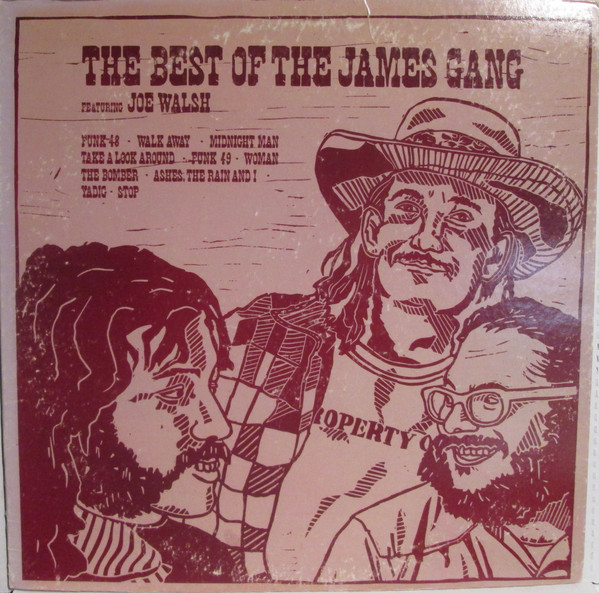 THE BEST OF THE JAMES GANG
FEATURING JOE WALSH
FUNK 48 - WALK AWAY - MIDNIGHT MAN
TAKE A LOOK AROUND - FUNK 49 - WOMAN
THE BOMBER - ASHES, THE RAIN AND I -
YADIG - STOP
ROPERTY O